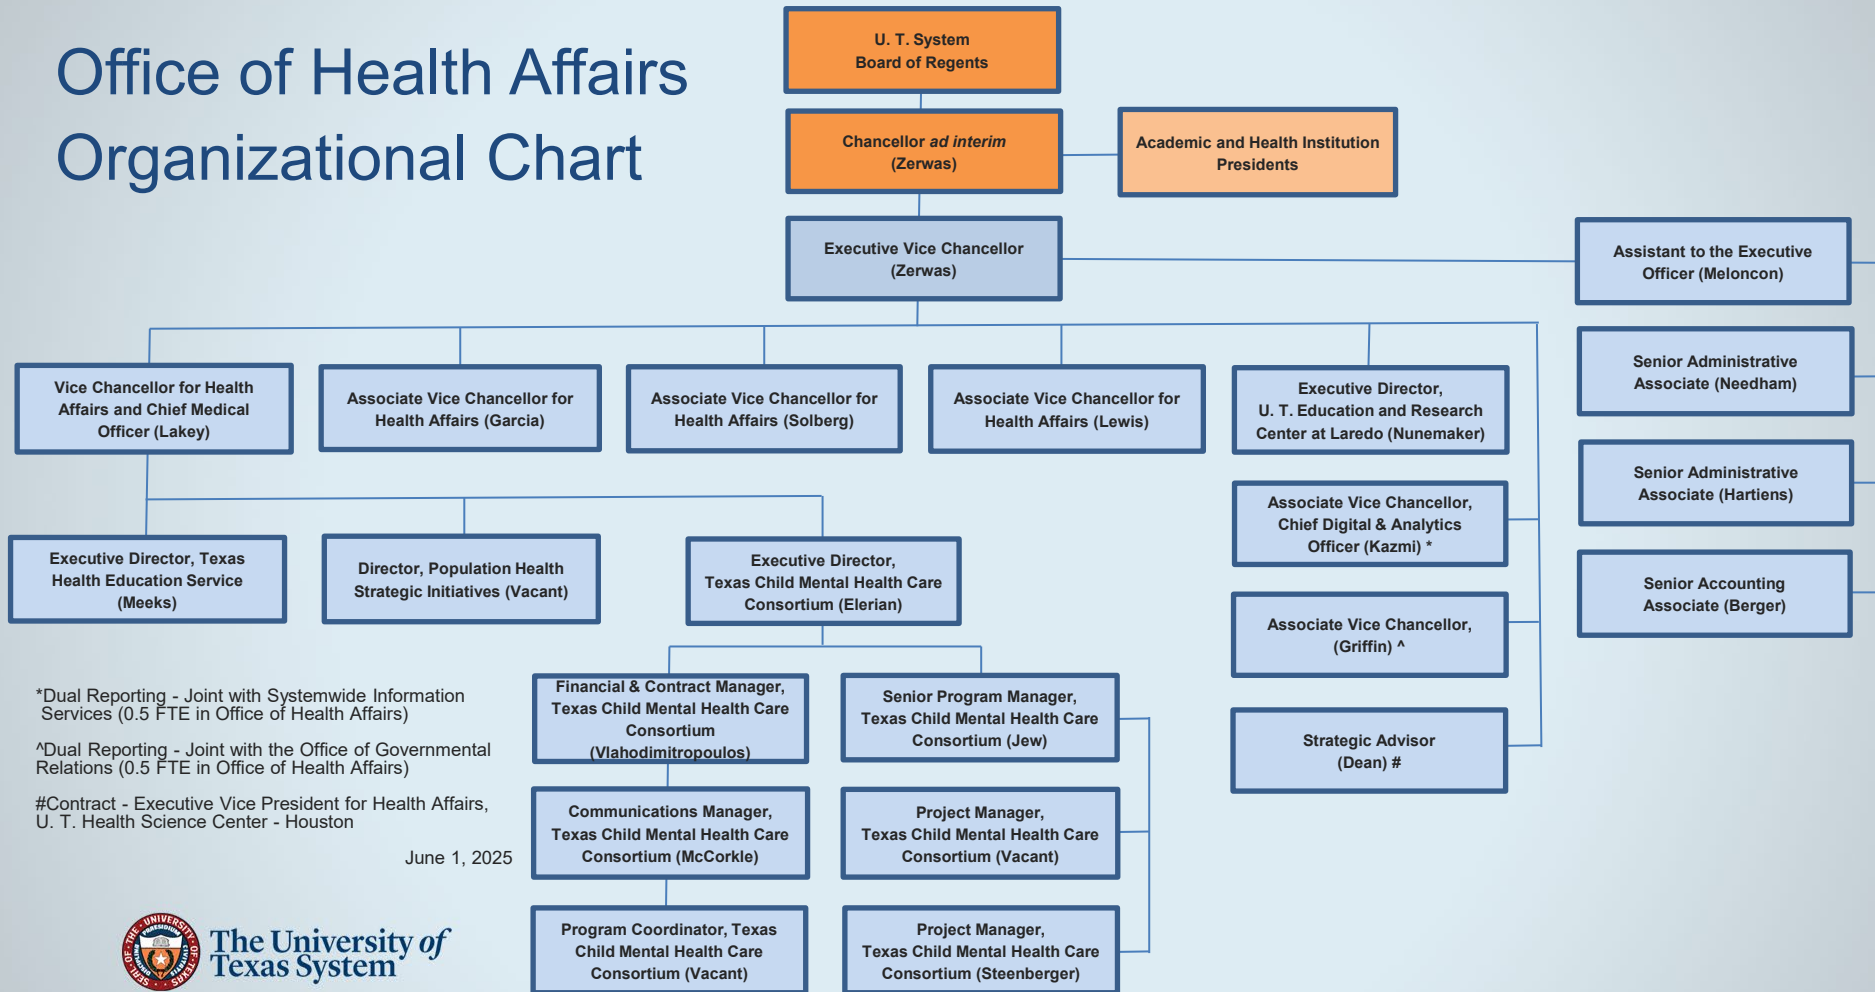 Office of Health Affairs
Organizational Chart
U. T. System
Board of Regents
Chancellor ad interim
(Zerwas)
Academic and Health Institution
Presidents
Executive Vice Chancellor
(Zerwas)
Assistant to the Executive
Officer (Meloncon)
Senior Administrative
Associate (Needham)
Senior Administrative
Associate (Hartiens)
Senior Accounting
Associate (Berger)
Vice Chancellor for Health
Affairs and Chief Medical
Officer (Lakey)
Associate Vice Chancellor for
Health Affairs (Garcia)
Associate Vice Chancellor for
Health Affairs (Solberg)
Associate Vice Chancellor for
Health Affairs (Lewis)
Executive Director,
U. T. Education and Research
Center at Laredo (Nunemaker)
Associate Vice Chancellor,
Chief Digital & Analytics
Officer (Kazmi) *
Associate Vice Chancellor,
(Griffin) ^
Strategic Advisor
(Dean) #
Executive Director, Texas
Health Education Service
(Meeks)
Director, Population Health
Strategic Initiatives (Vacant)
Executive Director,
Texas Child Mental Health Care
Consortium (Elerian)
Financial & Contract Manager,
Texas Child Mental Health Care
Consortium
(Vlahodimitropoulos)
Senior Program Manager,
Texas Child Mental Health Care
Consortium (Jew)
Communications Manager,
Texas Child Mental Health Care
Consortium (McCorkle)
Project Manager,
Texas Child Mental Health Care
Consortium (Vacant)
Program Coordinator, Texas
Child Mental Health Care
Consortium (Vacant)
Project Manager,
Texas Child Mental Health Care
Consortium (Steenberger)
*Dual Reporting - Joint with Systemwide Information
Services (0.5 FTE in Office of Health Affairs)
^Dual Reporting - Joint with the Office of Governmental
Relations (0.5 FTE in Office of Health Affairs)
#Contract - Executive Vice President for Health Affairs,
U. T. Health Science Center - Houston
June 1, 2025
SEAL · OF · THE · UNIVERSITY · OF · TEXAS
The University of
Texas System